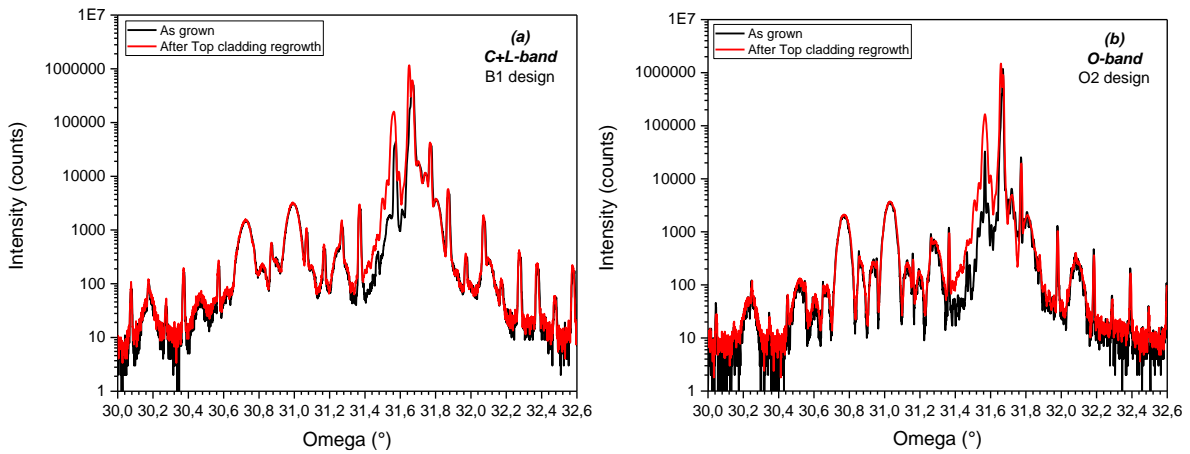 As grown
After Top cladding regrowth
(a)
C+L-band
B1 design
1E7
1000000
100000
10000
1000
100
10
1
Intensity (counts)
30,0 30,2 30,4 30,6 30,8 31,0 31,2 31,4 31,6 31,8 32,0 32,2 32,4 32,6
Omega (°)
As grown
After Top cladding regrowth
(b)
O-band
O2 design
1E7
1000000
100000
10000
1000
100
10
1
Intensity (counts)
30,0 30,2 30,4 30,6 30,8 31,0 31,2 31,4 31,6 31,8 32,0 32,2 32,4 32,6
Omega (°)